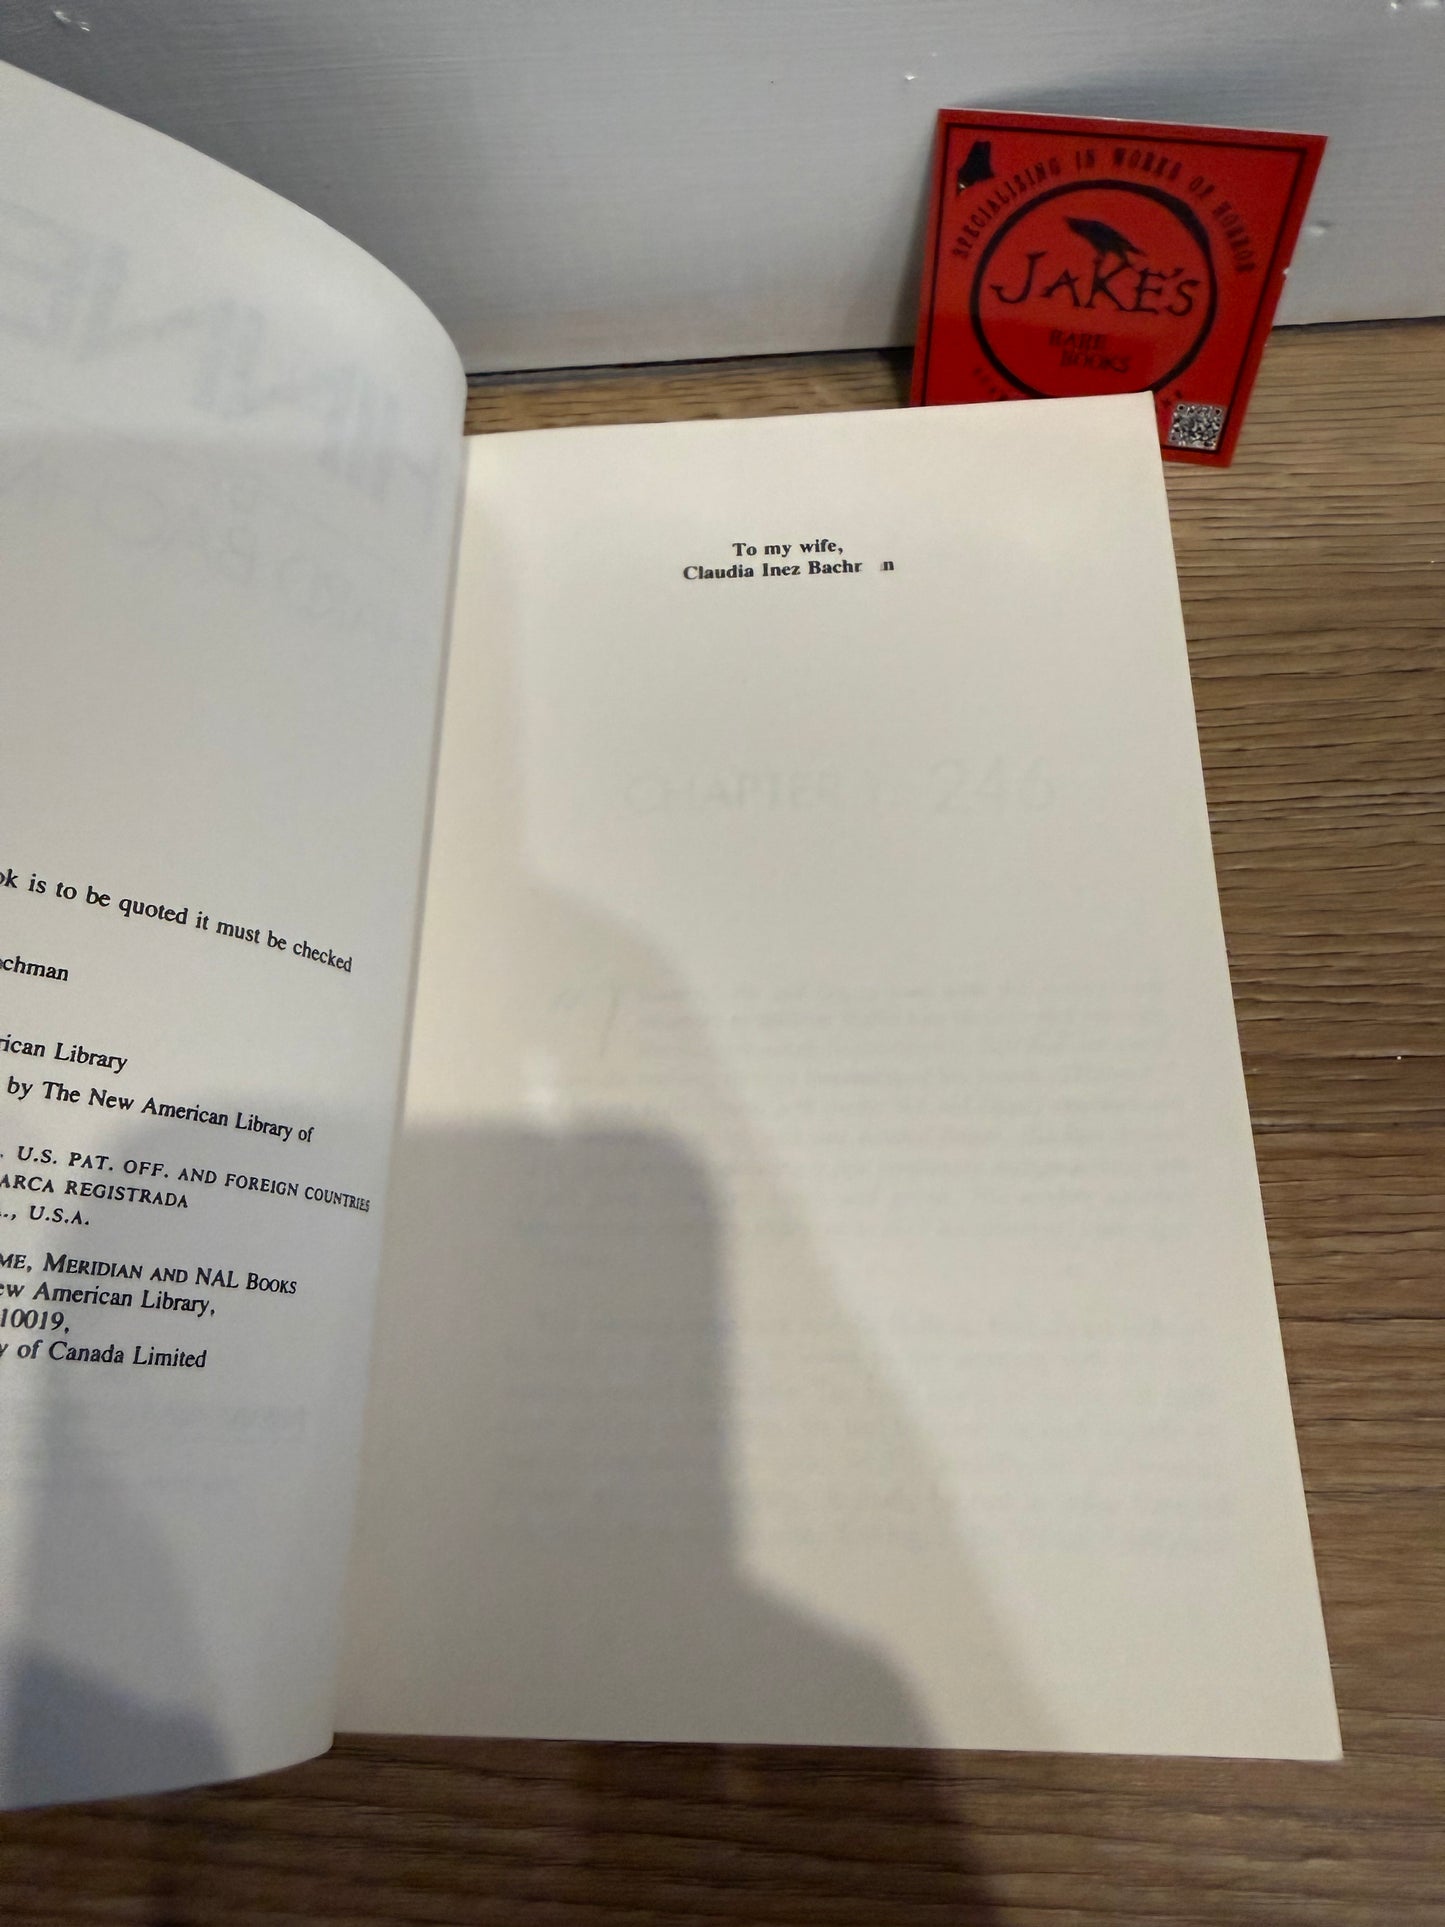 ok is to be quoted it must be checked
chman
rican Library
by The New American Library of
. U.S. PAT. OFF. AND FOREIGN COUNTRIES
ARCA REGISTRADA
., U.S.A.
ME, MERIDIAN AND NAL BOOKS
ew American Library,
10019,
y of Canada Limited
To my wife,
Claudia Inez Bachr n
SPECIALISING IN WORKS OF HORROR
JAKE'S
RARE
BOOKS